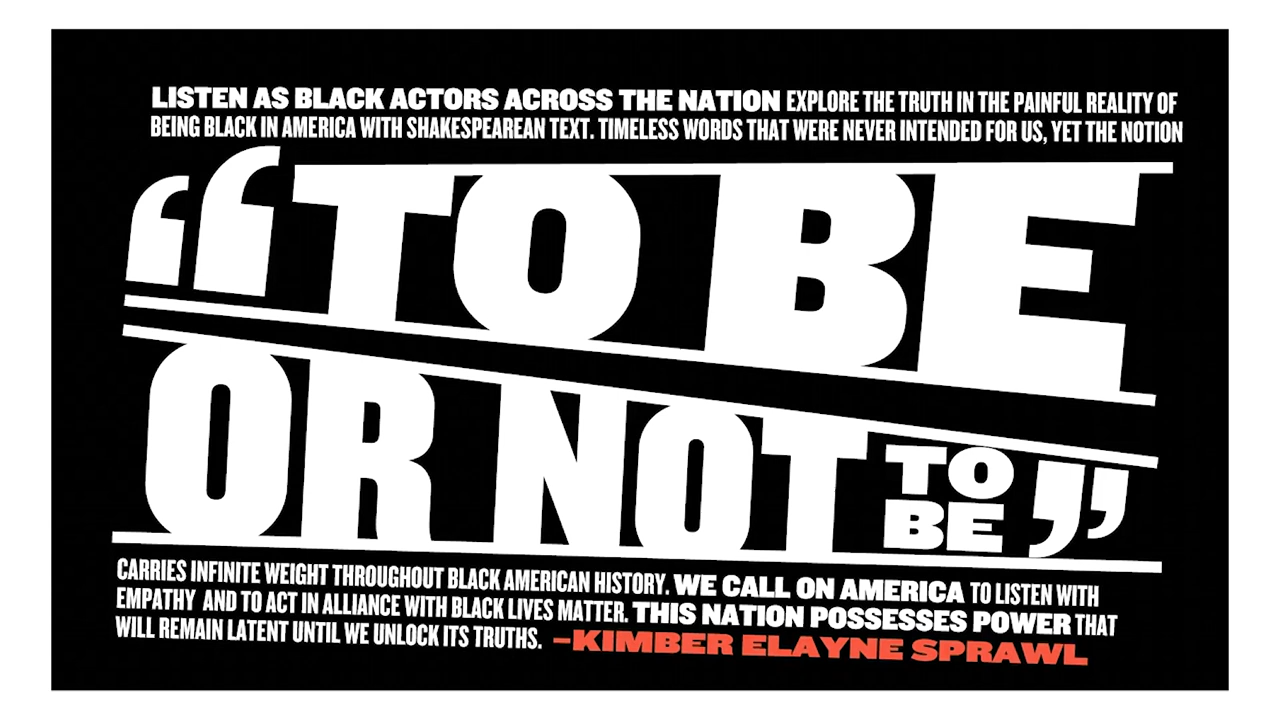 LISTEN AS BLACK ACTORS ACROSS THE NATION EXPLORE THE TRUTH IN THE PAINFUL REALITY OF
BEING BLACK IN AMERICA WITH SHAKESPEAREAN TEXT. TIMELESS WORDS THAT WERE NEVER INTENDED FOR US, YET THE NOTION
“TO BE
OR NOT TO BE”
CARRIES INFINITE WEIGHT THROUGHOUT BLACK AMERICAN HISTORY. WE CALL ON AMERICA TO LISTEN WITH
EMPATHY AND TO ACT IN ALLIANCE WITH BLACK LIVES MATTER. THIS NATION POSSESSES POWER THAT
WILL REMAIN LATENT UNTIL WE UNLOCK ITS TRUTHS. –KIMBER ELAYNE SPRAWL